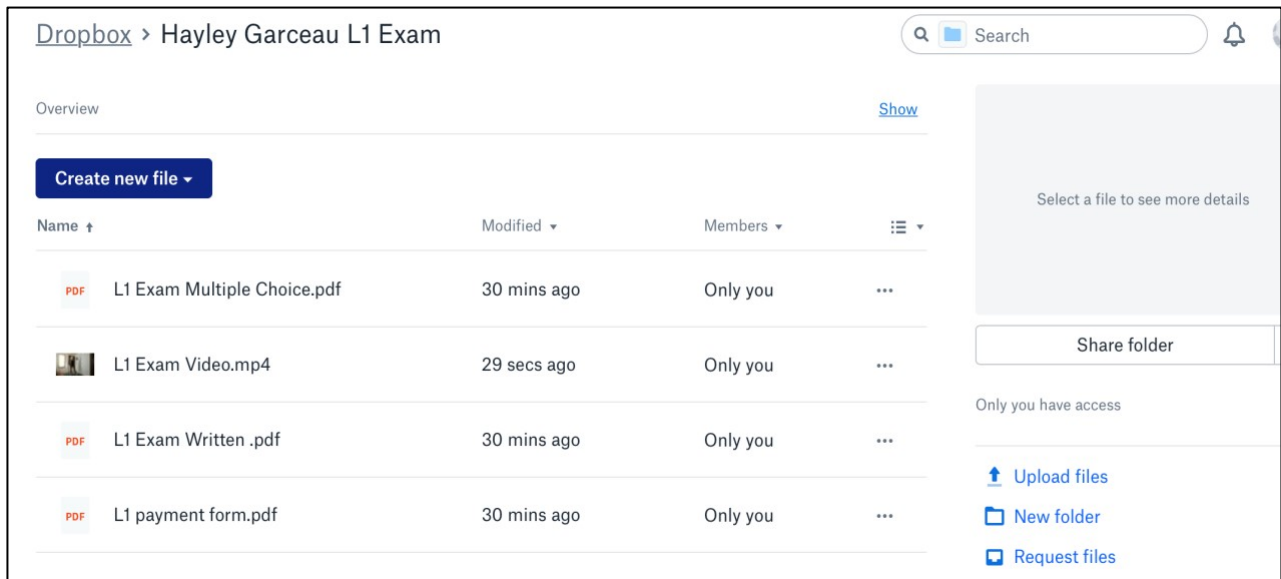 Dropbox > Hayley Garceau L1 Exam
Search
Overview
Show
Create new file
Name
Modified
Members
PDF L1 Exam Multiple Choice.pdf 30 mins ago Only you ...
L1 Exam Video.mp4 29 secs ago Only you ...
PDF L1 Exam Written .pdf 30 mins ago Only you ...
PDF L1 payment form.pdf 30 mins ago Only you ...
Select a file to see more details
Share folder
Only you have access
Upload files
New folder
Request files